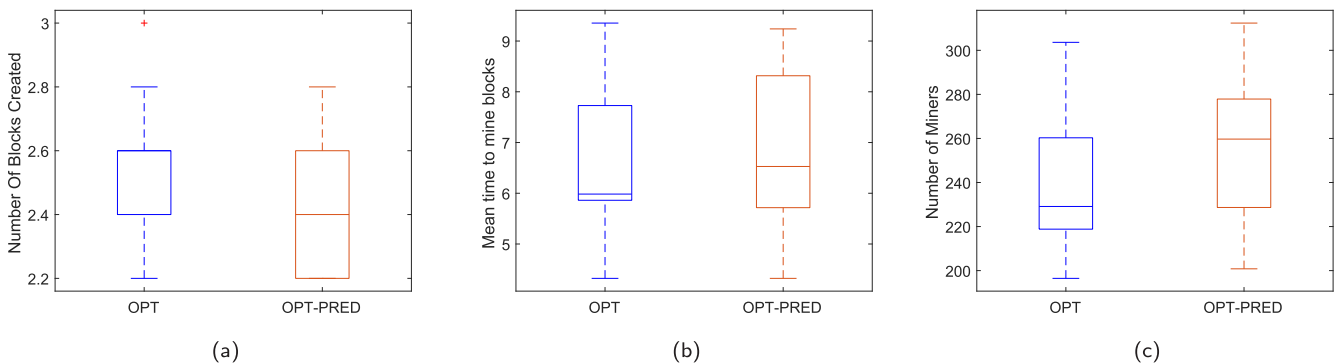 Number Of Blocks Created
3
2.8
2.6
2.4
2.2
OPT
OPT-PRED
(a)
Mean time to mine blocks
9
8
7
6
5
OPT
OPT-PRED
(b)
Number of Miners
300
280
260
240
220
200
OPT
OPT-PRED
(c)